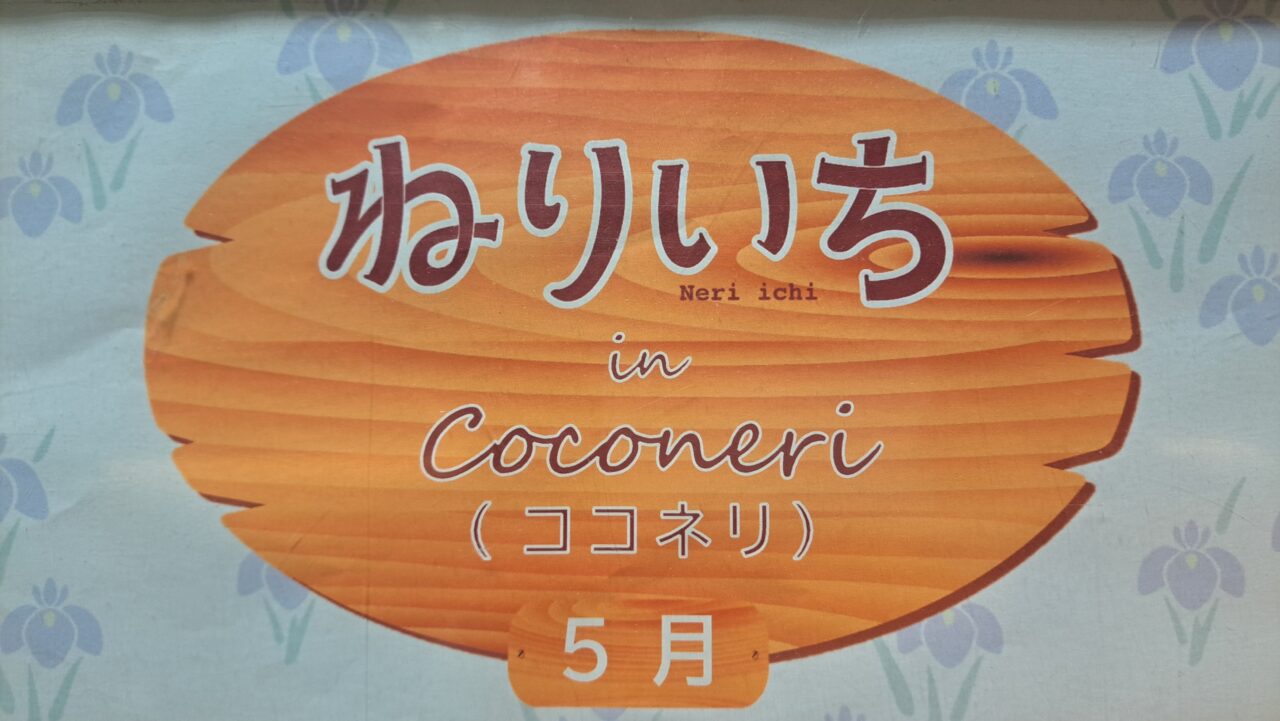 ねりいち
Neri ichi
in
Coconeri
(ココネリ)
5月